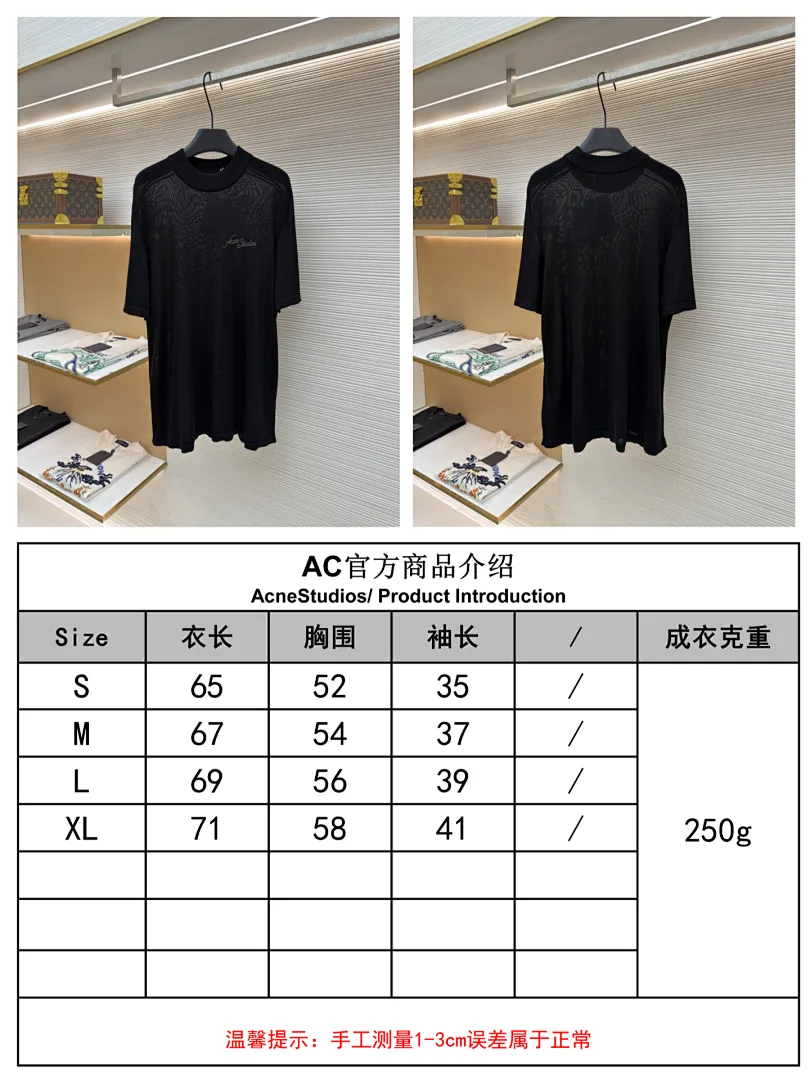 Acne
Studios
AC官方商品介绍
AcneStudios/ Product Introduction
Size 衣长 胸围 袖长 / 成衣克重
S 65 52 35 /
M 67 54 37 /
L 69 56 39 /
XL 71 58 41 /
250g
温馨提示：手工测量1-3cm误差属于正常